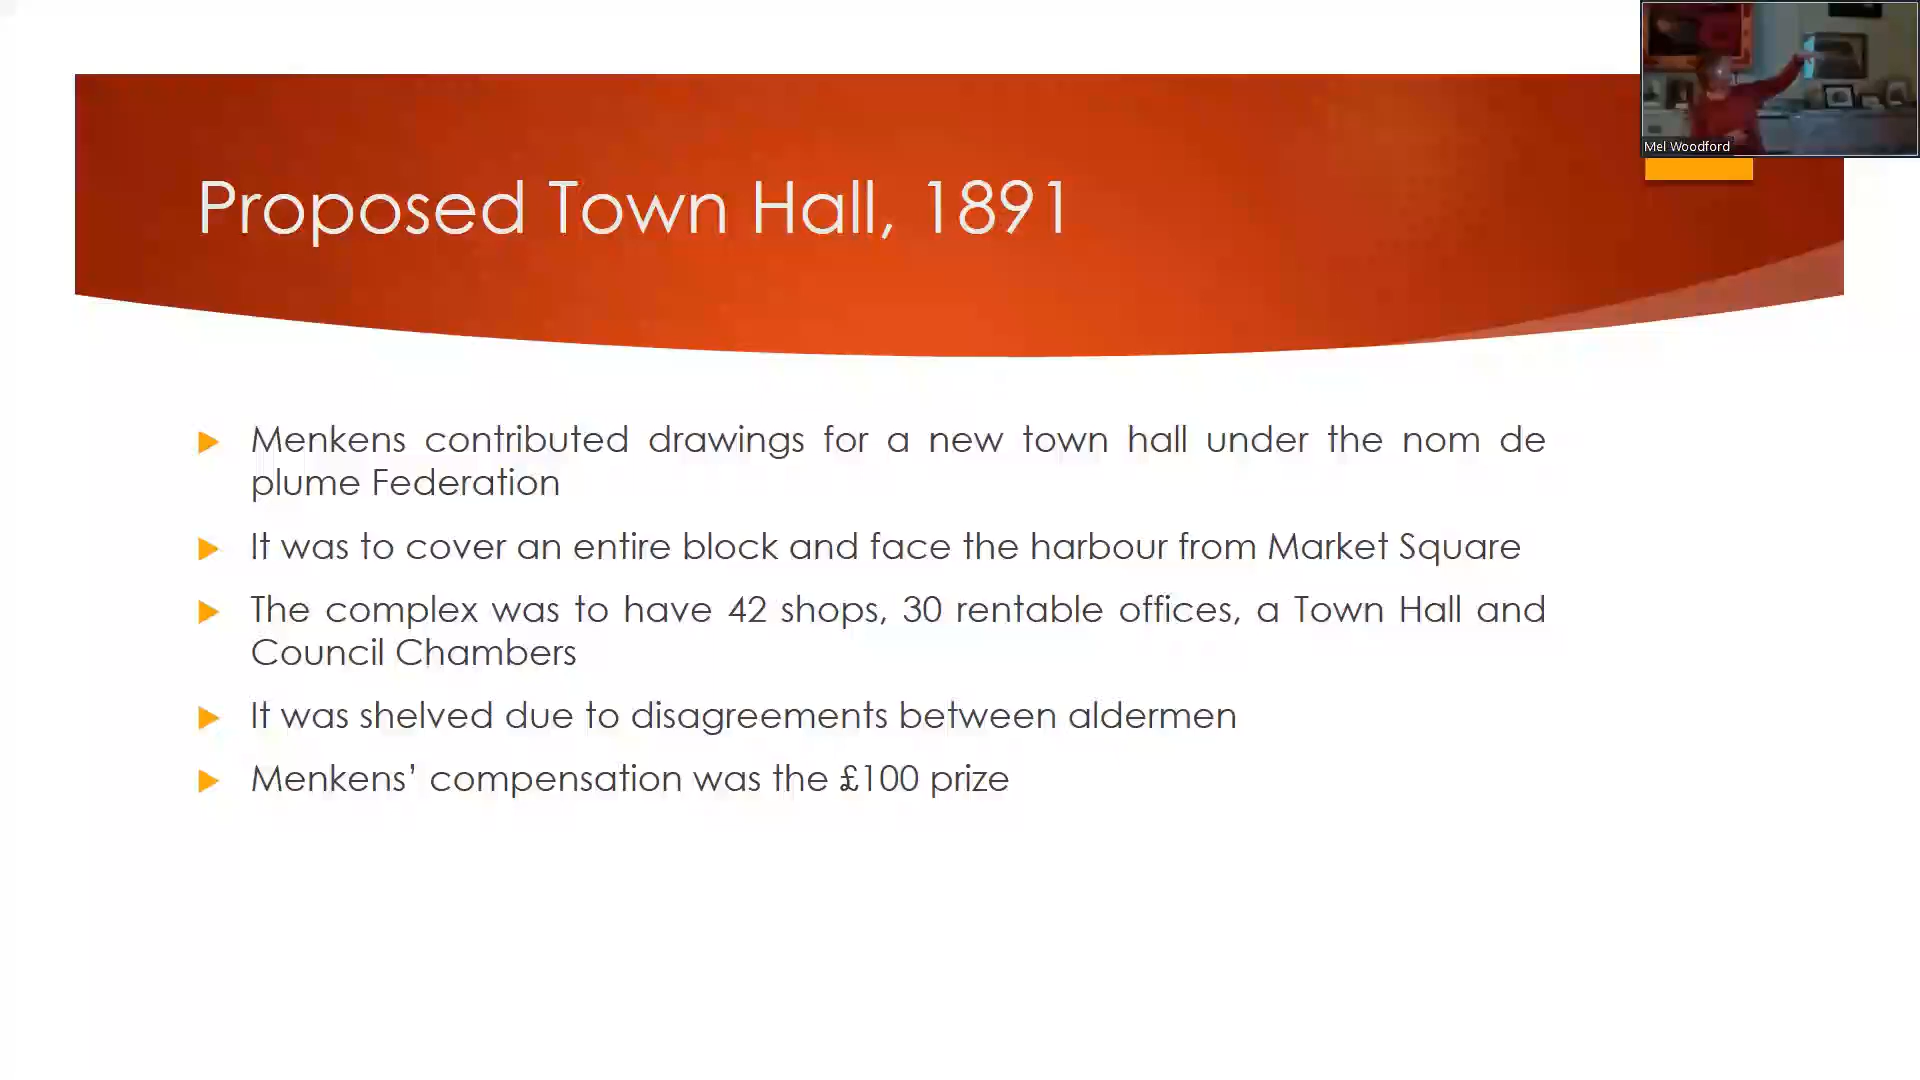 Mel Woodford
Proposed Town Hall, 1891
Menkens contributed drawings for a new town hall under the nom de
plume Federation
It was to cover an entire block and face the harbour from Market Square
The complex was to have 42 shops, 30 rentable offices, a Town Hall and
Council Chambers
It was shelved due to disagreements between aldermen
Menkens’ compensation was the £100 prize